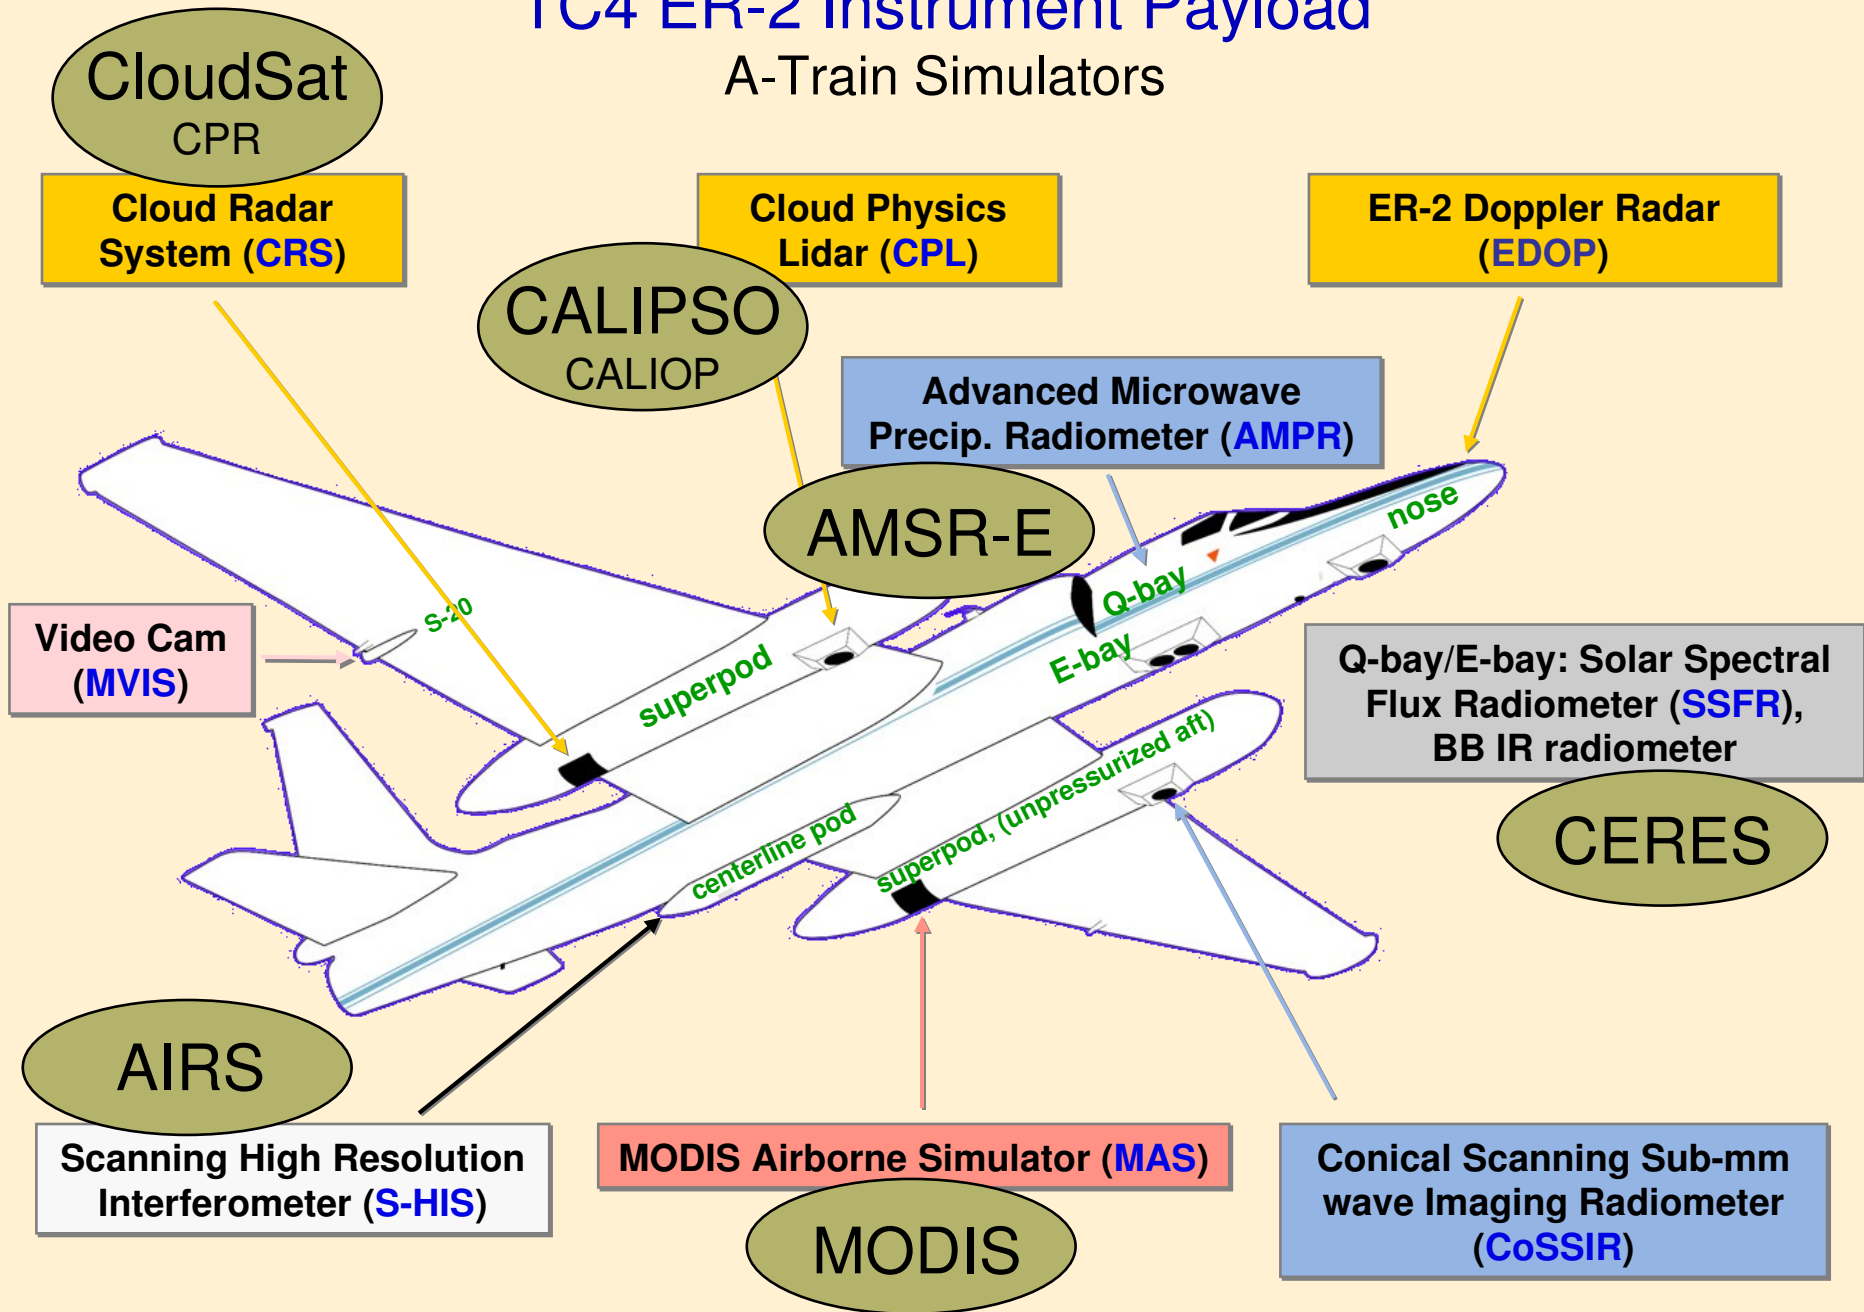 TC4 ER-2 Instrument Payload
A-Train Simulators
CloudSat
CPR
Cloud Radar
System (CRS)
Cloud Physics
Lidar (CPL)
ER-2 Doppler Radar
(EDOP)
CALIPSO
CALIOP
Advanced Microwave
Precip. Radiometer (AMPR)
AMSR-E
nose
Q-bay
E-bay
S-20
superpod
Video Cam
(MVIS)
Q-bay/E-bay: Solar Spectral
Flux Radiometer (SSFR),
BB IR radiometer
CERES
superpod, (unpressurized aft)
centerline pod
AIRS
Scanning High Resolution
Interferometer (S-HIS)
MODIS Airborne Simulator (MAS)
MODIS
Conical Scanning Sub-mm
wave Imaging Radiometer
(CoSSIR)